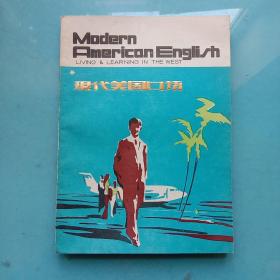 Modern
American English
LIVING & LEARNING IN THE WEST
现代美国口语